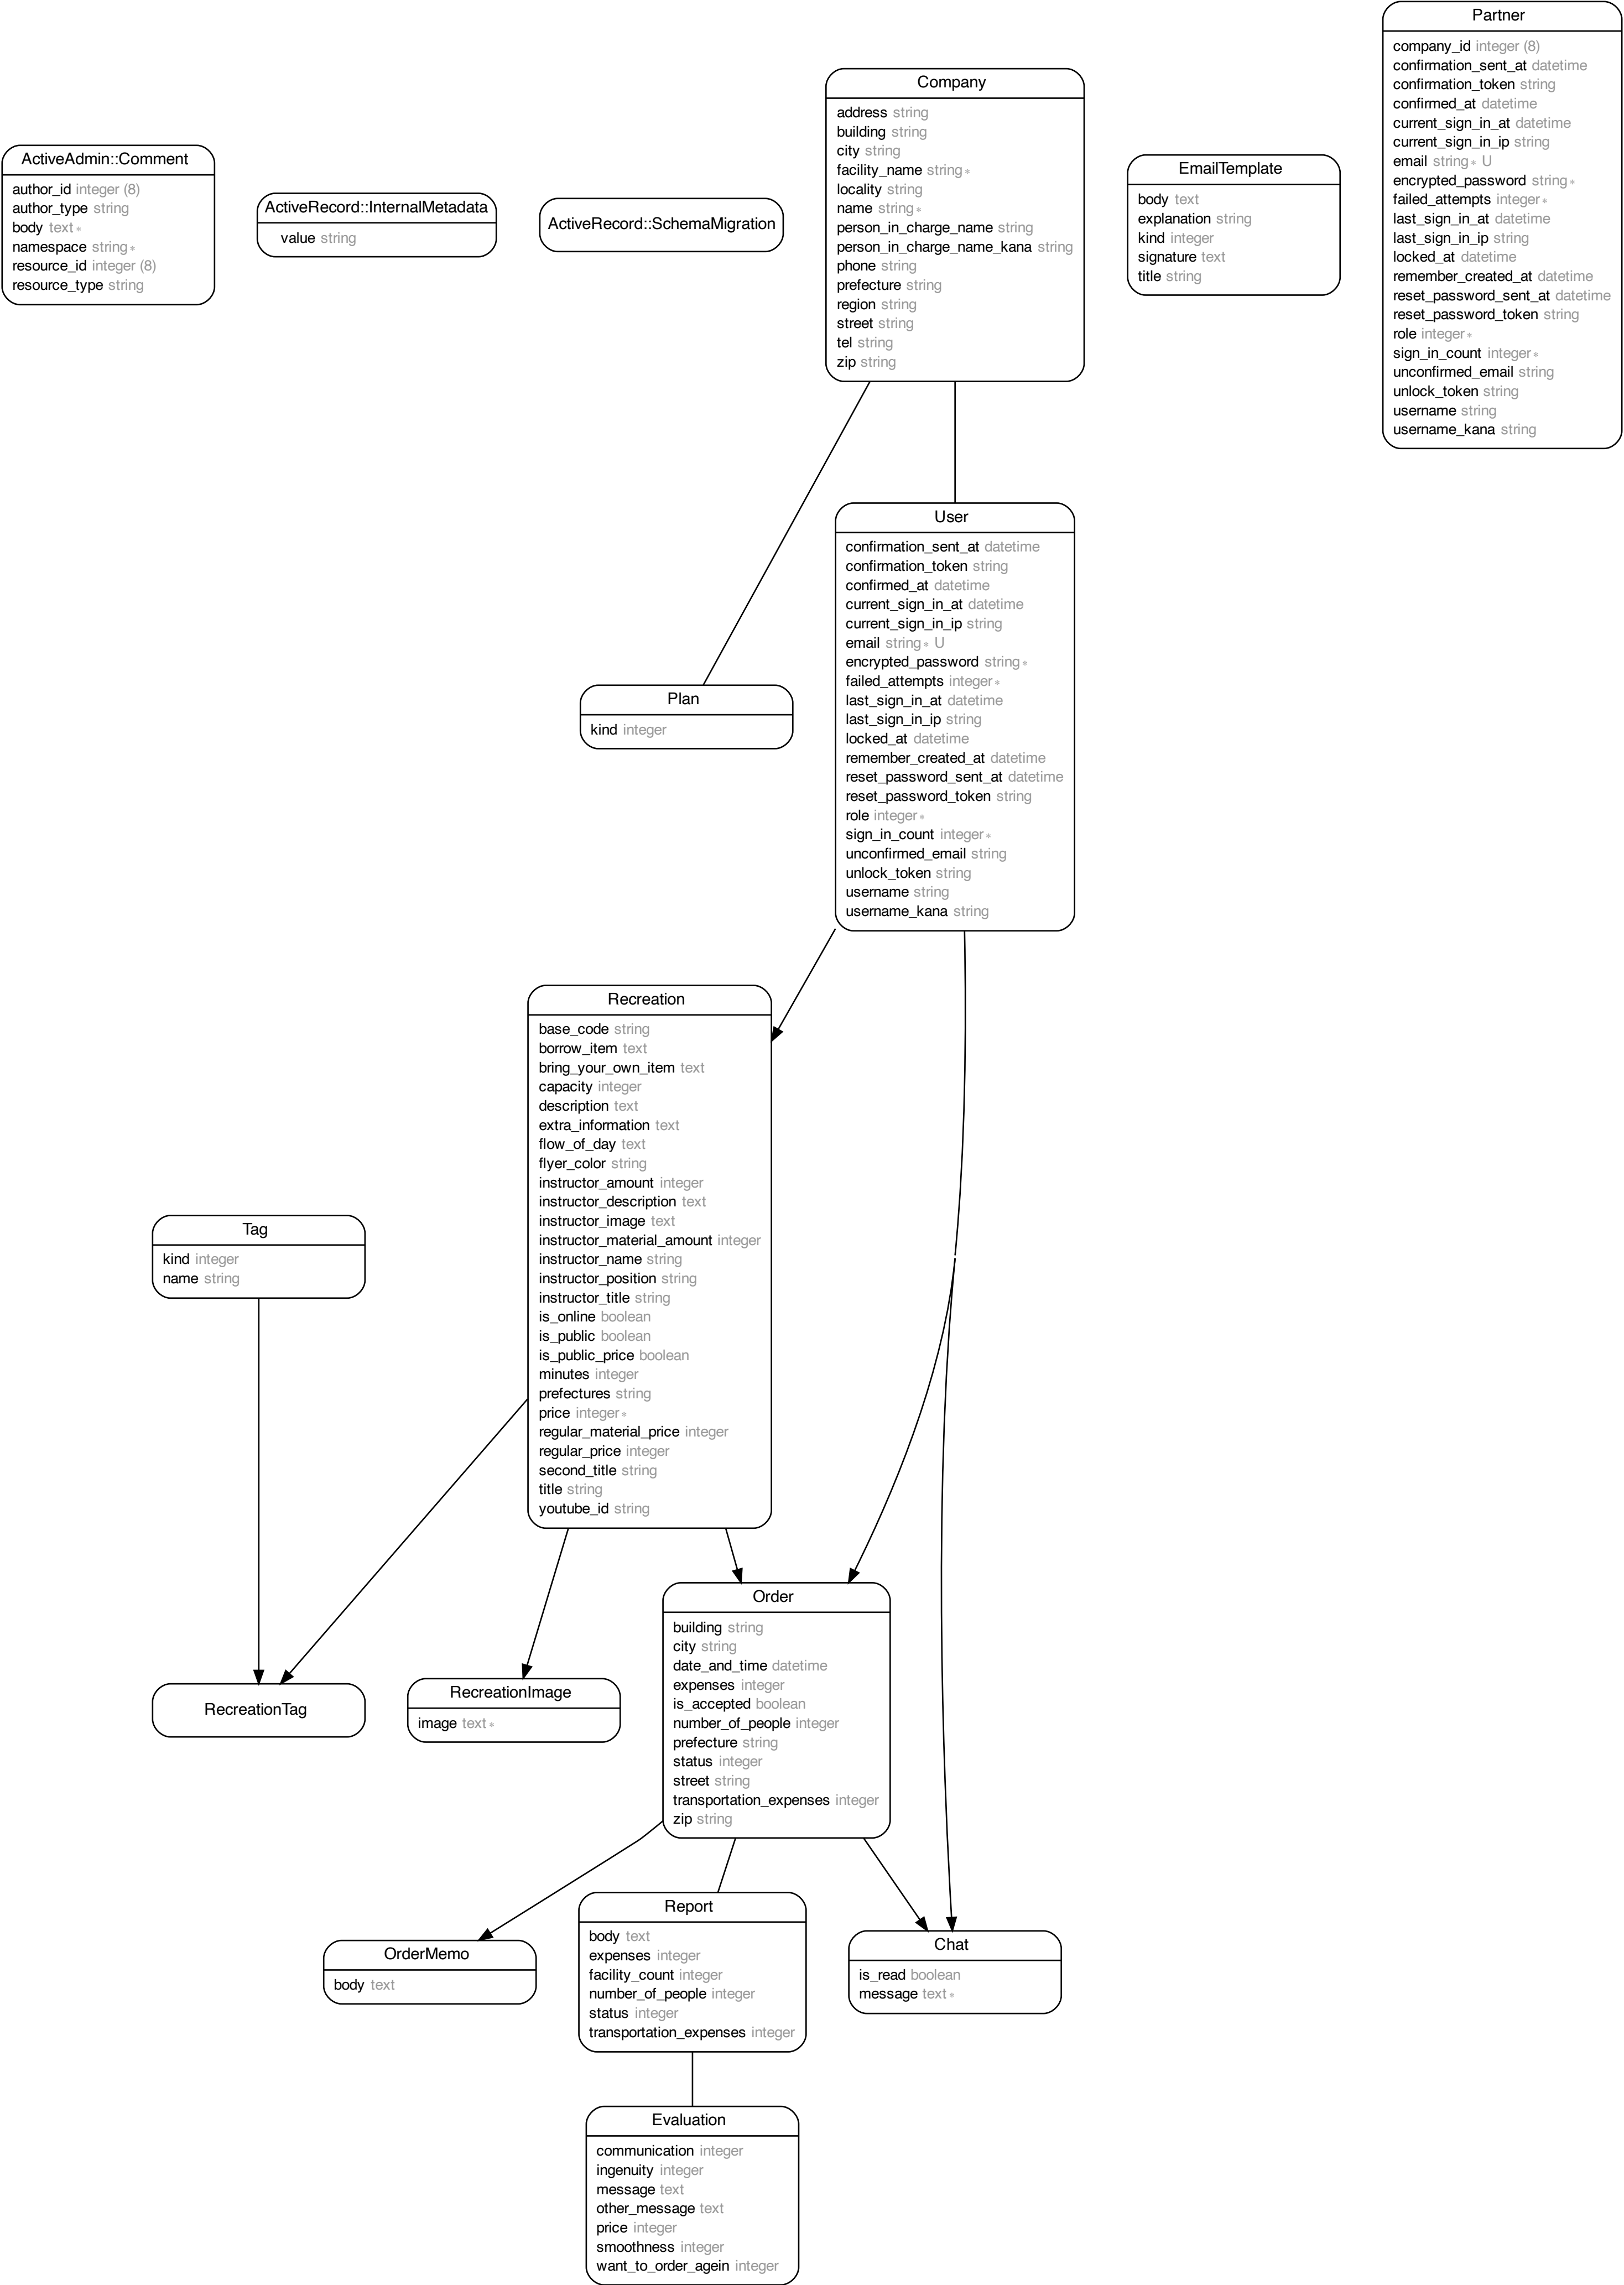 Partner
company_id integer (8)
confirmation_sent_at datetime
confirmation_token string
confirmed_at datetime
current_sign_in_at datetime
current_sign_in_ip string
email string∗ U
encrypted_password string∗
failed_attempts integer∗
last_sign_in_at datetime
last_sign_in_ip string
locked_at datetime
remember_created_at datetime
reset_password_sent_at datetime
reset_password_token string
role integer∗
sign_in_count integer∗
unconfirmed_email string
unlock_token string
username string
username_kana string
Company
address string
building string
city string
facility_name string∗
locality string
name string∗
person_in_charge_name string
person_in_charge_name_kana string
phone string
prefecture string
region string
street string
tel string
zip string
ActiveAdmin::Comment
author_id integer (8)
author_type string
body text∗
namespace string∗
resource_id integer (8)
resource_type string
ActiveRecord::InternalMetadata
value string
ActiveRecord::SchemaMigration
EmailTemplate
body text
explanation string
kind integer
signature text
title string
User
confirmation_sent_at datetime
confirmation_token string
confirmed_at datetime
current_sign_in_at datetime
current_sign_in_ip string
email string∗ U
encrypted_password string∗
failed_attempts integer∗
last_sign_in_at datetime
last_sign_in_ip string
locked_at datetime
remember_created_at datetime
reset_password_sent_at datetime
reset_password_token string
role integer∗
sign_in_count integer∗
unconfirmed_email string
unlock_token string
username string
username_kana string
Plan
kind integer
Recreation
base_code string
borrow_item text
bring_your_own_item text
capacity integer
description text
extra_information text
flow_of_day text
flyer_color string
instructor_amount integer
instructor_description text
instructor_image text
instructor_material_amount integer
instructor_name string
instructor_position string
instructor_title string
is_online boolean
is_public boolean
is_public_price boolean
minutes integer
prefectures string
price integer∗
regular_material_price integer
regular_price integer
second_title string
title string
youtube_id string
Tag
kind integer
name string
RecreationTag
RecreationImage
image text∗
Order
building string
city string
date_and_time datetime
expenses integer
is_accepted boolean
number_of_people integer
prefecture string
status integer
street string
transportation_expenses integer
zip string
OrderMemo
body text
Report
body text
expenses integer
facility_count integer
number_of_people integer
status integer
transportation_expenses integer
Chat
is_read boolean
message text∗
Evaluation
communication integer
ingenuity integer
message text
other_message text
price integer
smoothness integer
want_to_order_agein integer